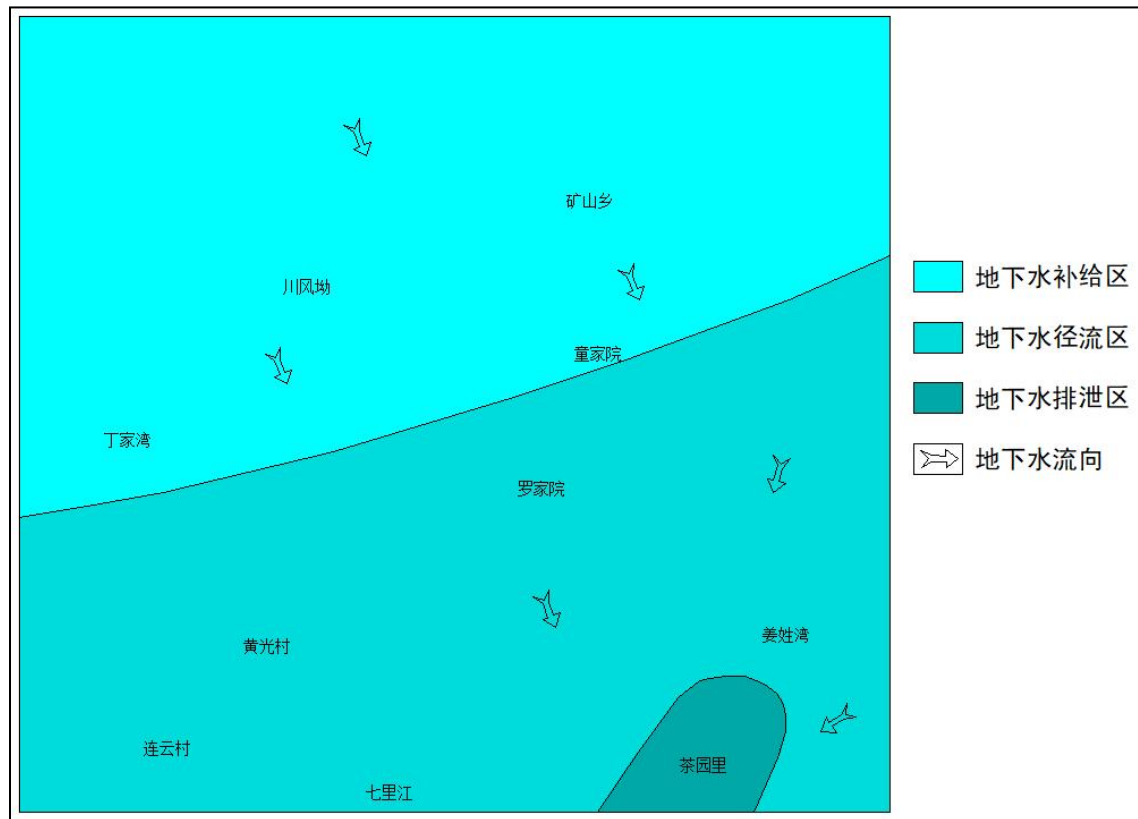 矿山乡
川风坳
童家院
丁家湾
罗家院
姜姓湾
黄光村
连云村
茶园里
七里江
地下水补给区
地下水径流区
地下水排泄区
地下水流向